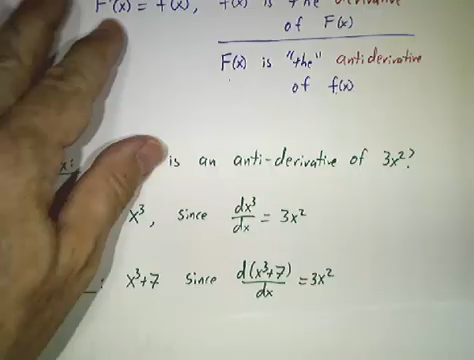 F'(x) = f(x), f(x) is the derivative
of F(x)
F(x) is "the" antiderivative
of f(x)
x: is an anti-derivative of 3x²?
x³, since dx³/dx = 3x²
x³+7 since d(x³+7)/dx = 3x²